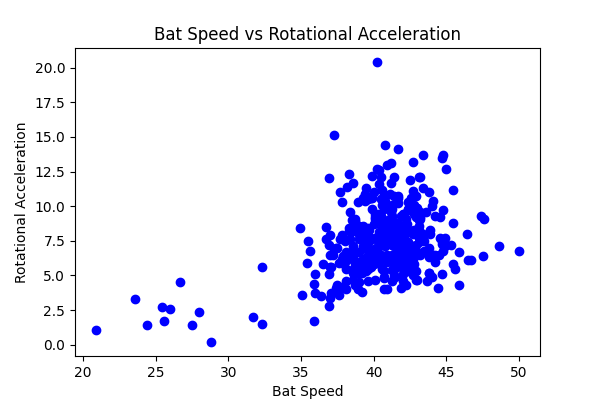 Bat Speed vs Rotational Acceleration
20.0
17.5
15.0
12.5
10.0
7.5
5.0
2.5
0.0
Rotational Acceleration
20 25 30 35 40 45 50
Bat Speed